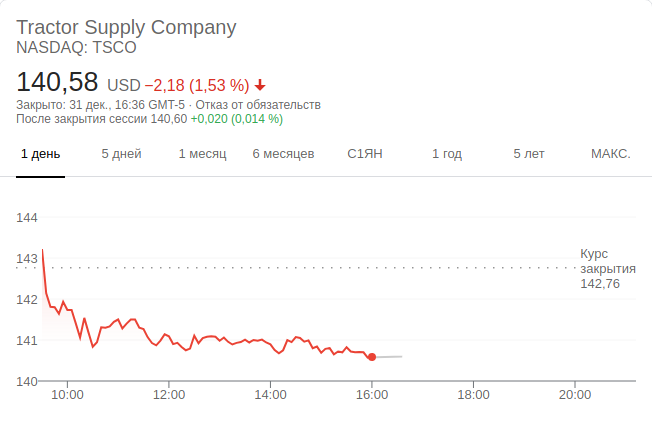 Tractor Supply Company
NASDAQ: TSCO
140,58 USD −2,18 (1,53 %)
Закрыто: 31 дек., 16:36 GMT-5 · Отказ от обязательств
После закрытия сессии 140,60 +0,020 (0,014 %)
1 день 5 дней 1 месяц 6 месяцев С1ЯН 1 год 5 лет МАКС.
144
143
142
141
140
Курс
закрытия
142,76
10:00 12:00 14:00 16:00 18:00 20:00